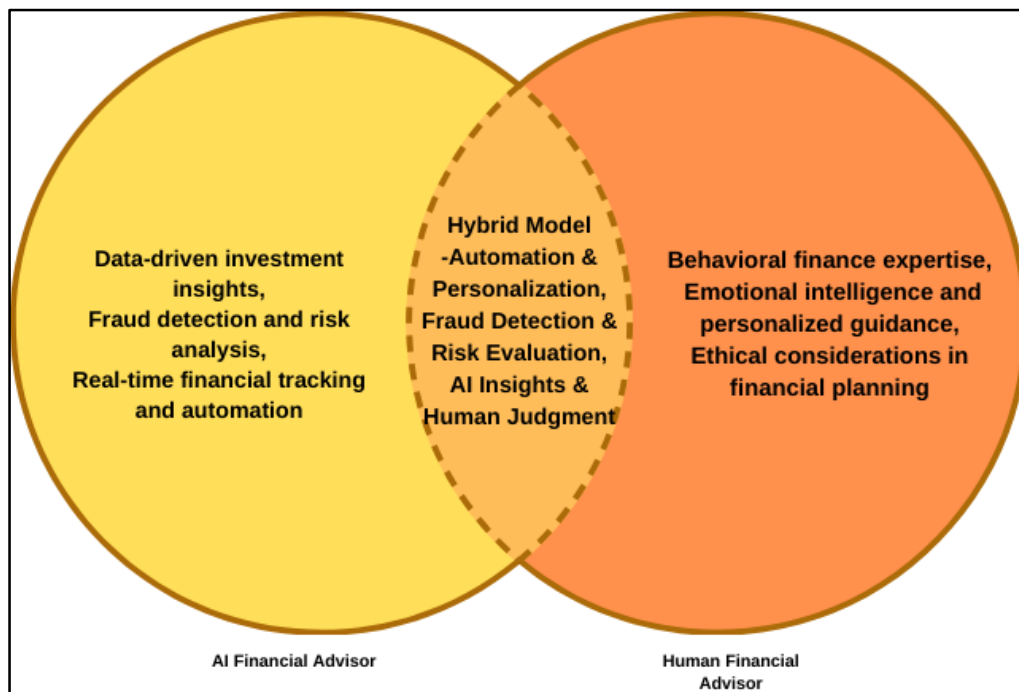 Data-driven investment
insights,
Fraud detection and risk
analysis,
Real-time financial tracking
and automation
Hybrid Model
-Automation &
Personalization,
Fraud Detection &
Risk Evaluation,
AI Insights &
Human Judgment
Behavioral finance expertise,
Emotional intelligence and
personalized guidance,
Ethical considerations in
financial planning
AI Financial Advisor
Human Financial
Advisor